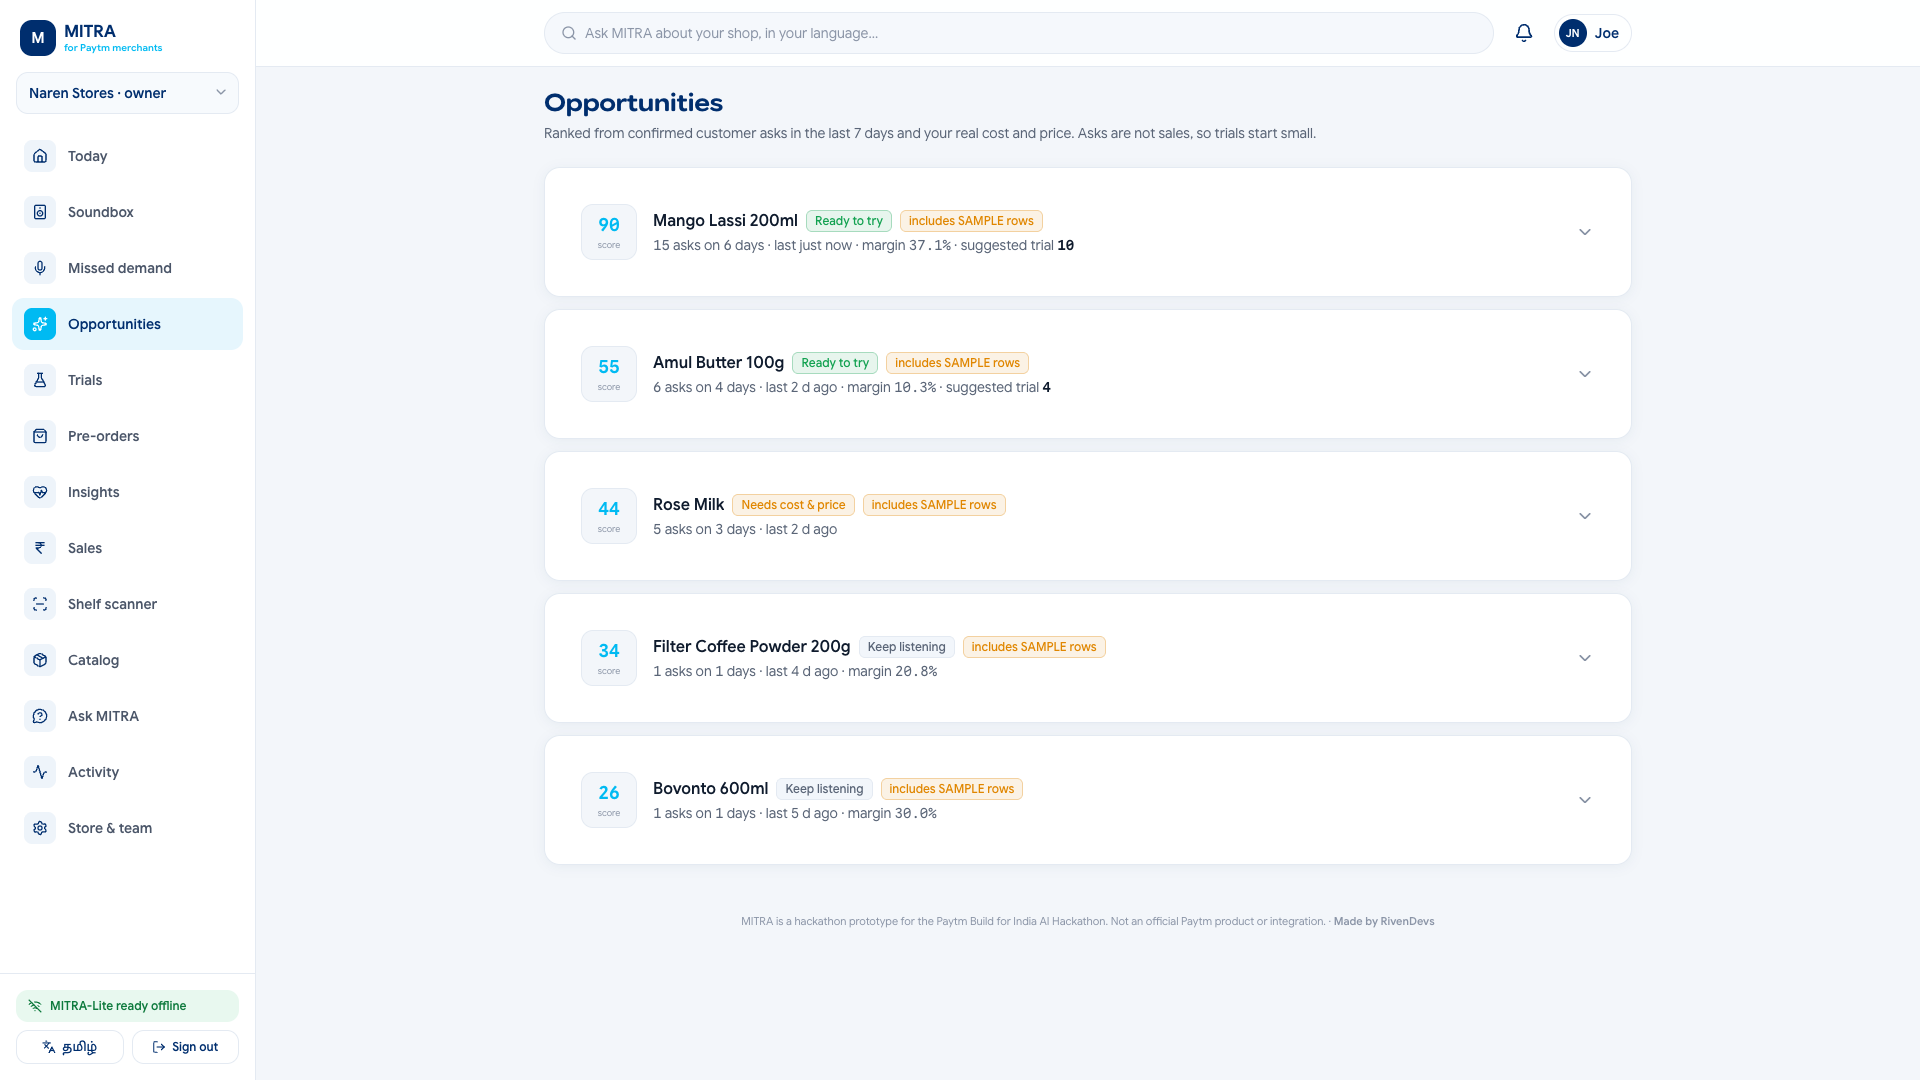 M
MITRA
for Paytm merchants
Naren Stores · owner
Today
Soundbox
Missed demand
Opportunities
Trials
Pre-orders
Insights
Sales
Shelf scanner
Catalog
Ask MITRA
Activity
Store & team
MITRA-Lite ready offline
தமிழ்
Sign out
Ask MITRA about your shop, in your language...
JN
Joe
Opportunities
Ranked from confirmed customer asks in the last 7 days and your real cost and price. Asks are not sales, so trials start small.
90
score
Mango Lassi 200ml Ready to try includes SAMPLE rows
15 asks on 6 days · last just now · margin 37.1% · suggested trial 10
55
score
Amul Butter 100g Ready to try includes SAMPLE rows
6 asks on 4 days · last 2 d ago · margin 10.3% · suggested trial 4
44
score
Rose Milk Needs cost & price includes SAMPLE rows
5 asks on 3 days · last 2 d ago
34
score
Filter Coffee Powder 200g Keep listening includes SAMPLE rows
1 asks on 1 days · last 4 d ago · margin 20.8%
26
score
Bovonto 600ml Keep listening includes SAMPLE rows
1 asks on 1 days · last 5 d ago · margin 30.0%
MITRA is a hackathon prototype for the Paytm Build for India AI Hackathon. Not an official Paytm product or integration. · Made by RivenDevs